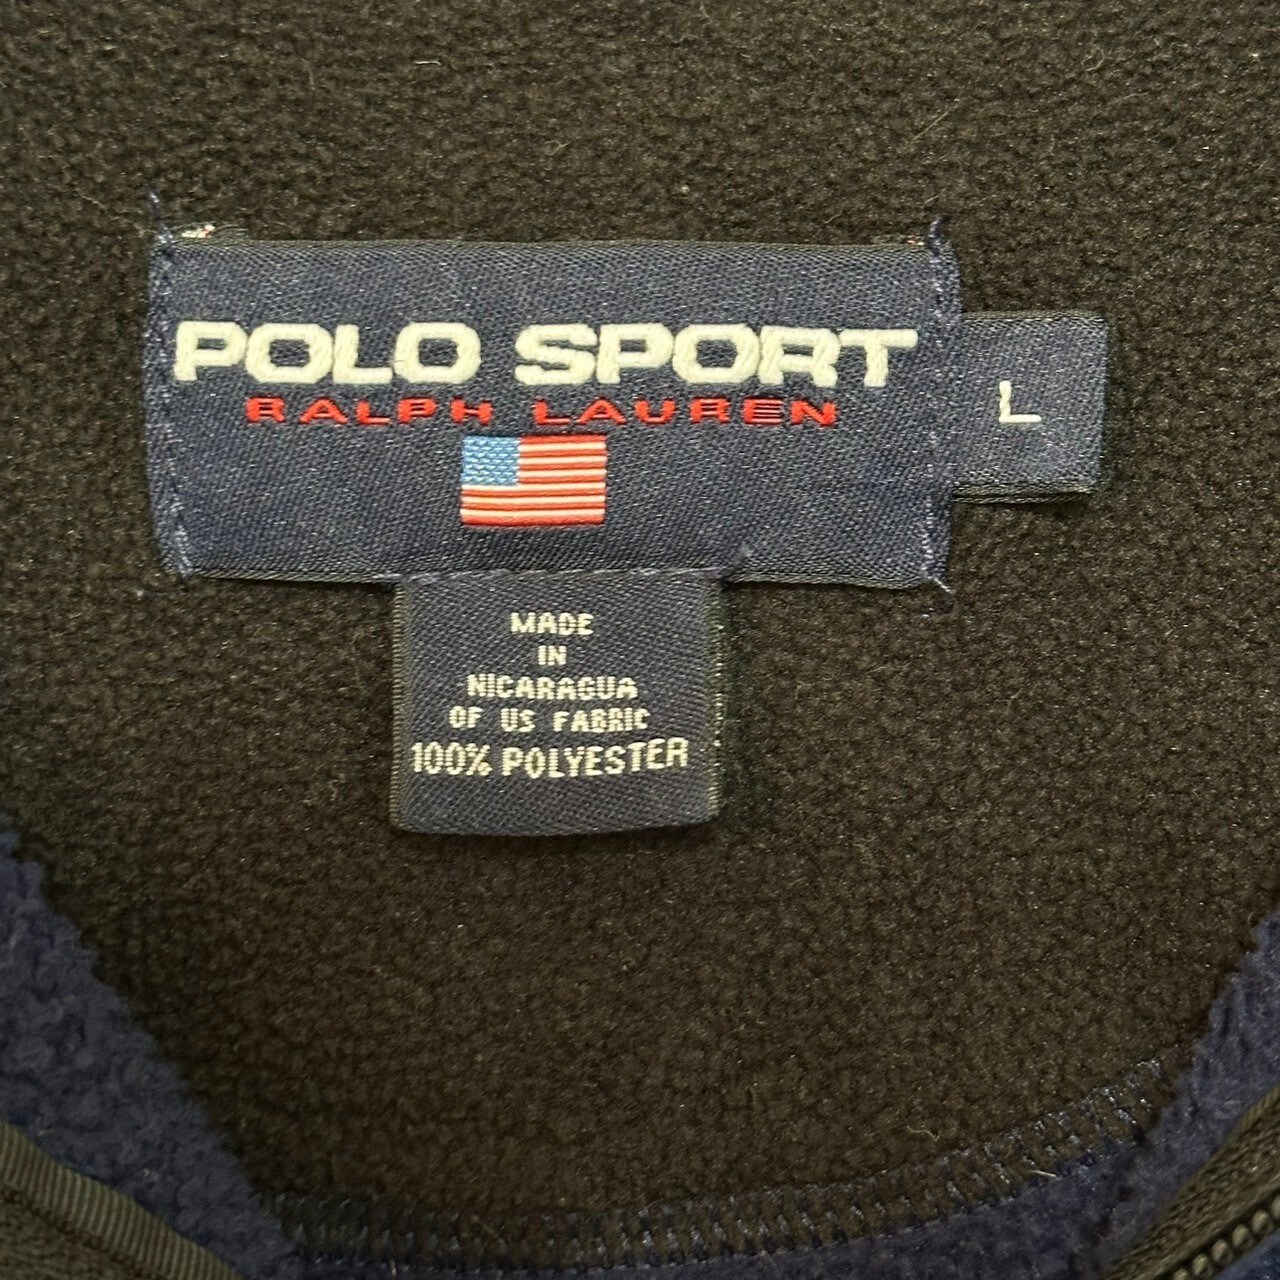 POLO SPORT
RALPH LAUREN
L
MADE
IN
NICARAGUA
OF US FABRIC
100% POLYESTER